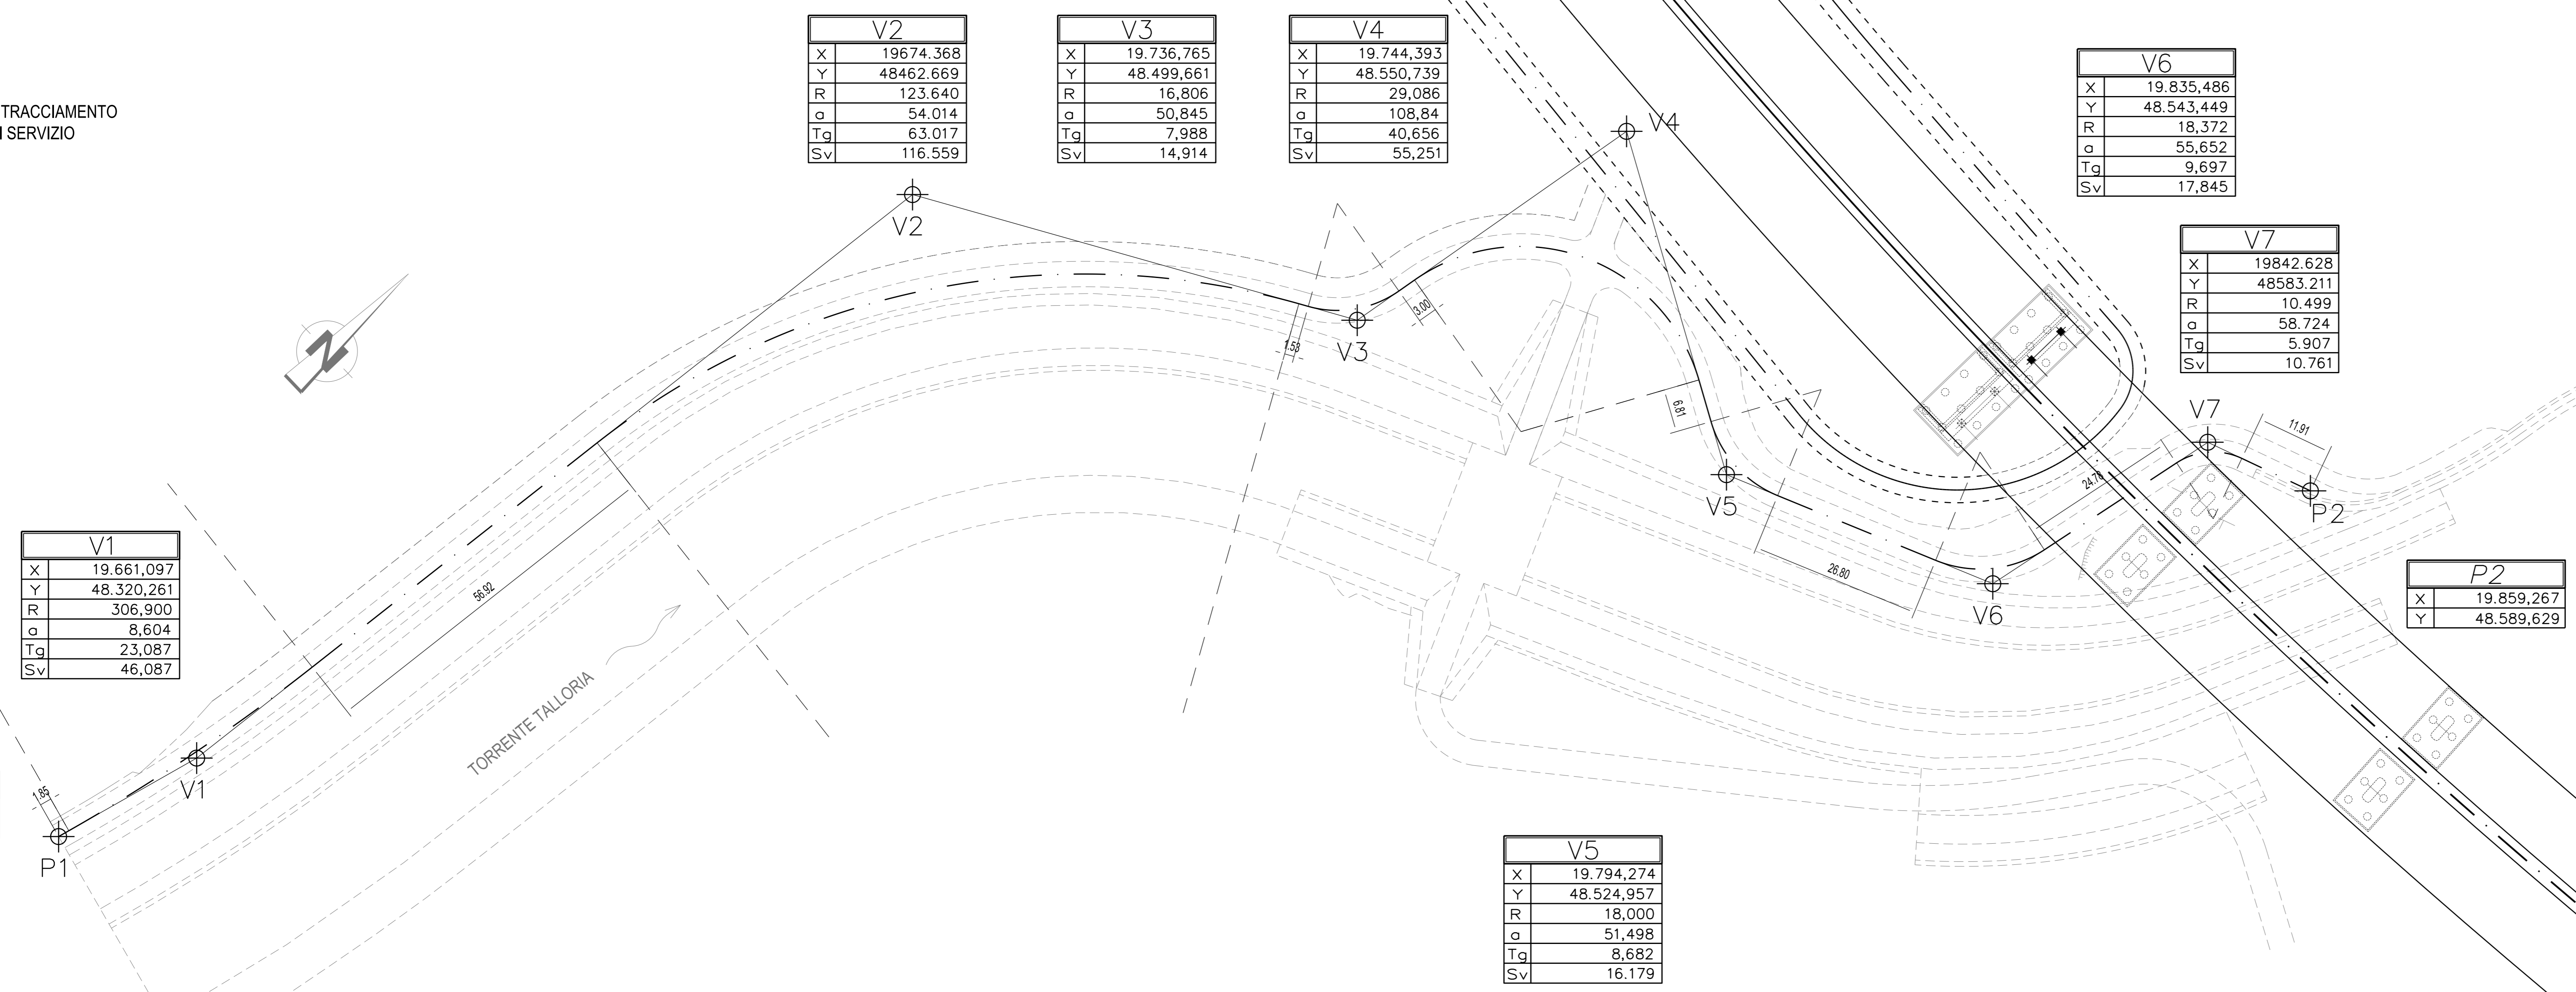 TRACCIAMENTO
I SERVIZIO
V2
X 19674.368
Y 48462.669
R 123.640
a 54.014
Tg 63.017
Sv 116.559
V3
X 19.736,765
Y 48.499,661
R 16,806
a 50,845
Tg 7,988
Sv 14,914
V4
X 19.744,393
Y 48.550,739
R 29,086
a 108,84
Tg 40,656
Sv 55,251
V6
X 19.835,486
Y 48.543,449
R 18,372
a 55,652
Tg 9,697
Sv 17,845
V7
X 19842.628
Y 48583.211
R 10.499
a 58.724
Tg 5.907
Sv 10.761
V4
V2
N
3.00
1.53
V3
6.81
V7
11.91
24.78
V5
P2
26.80
V6
V1
X 19.661,097
Y 48.320,261
R 306,900
a 8,604
Tg 23,087
Sv 46,087
56.92
P2
X 19.859,267
Y 48.589,629
TORRENTE TALLORIA
V1
1.85
P1
V5
X 19.794,274
Y 48.524,957
R 18,000
a 51,498
Tg 8,682
Sv 16.179